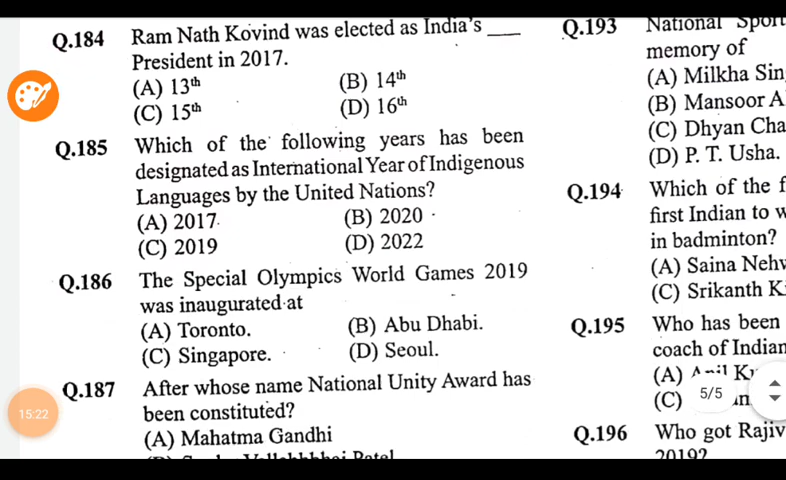 Q.184 Ram Nath Kovind was elected as India's ___
President in 2017.
(A) 13th (B) 14th
(C) 15th (D) 16th
Q.185 Which of the following years has been
designated as International Year of Indigenous
Languages by the United Nations?
(A) 2017 (B) 2020
(C) 2019 (D) 2022
Q.186 The Special Olympics World Games 2019
was inaugurated at
(A) Toronto. (B) Abu Dhabi.
(C) Singapore. (D) Seoul.
Q.187 After whose name National Unity Award has
been constituted?
(A) Mahatma Gandhi
Patel
Q.193 National
memory of
(A) Milkha
(B) Mansoor
(C) Dhyan
(D) P. T. Usha.
Q.194 Which of the
first Indian to
in badminton?
(A) Saina
(C) Srikanth
Q.195 Who has been
coach of Indian
(A)
(C)
Q.196 Who got Rajiv
2019?
15:22
5/5